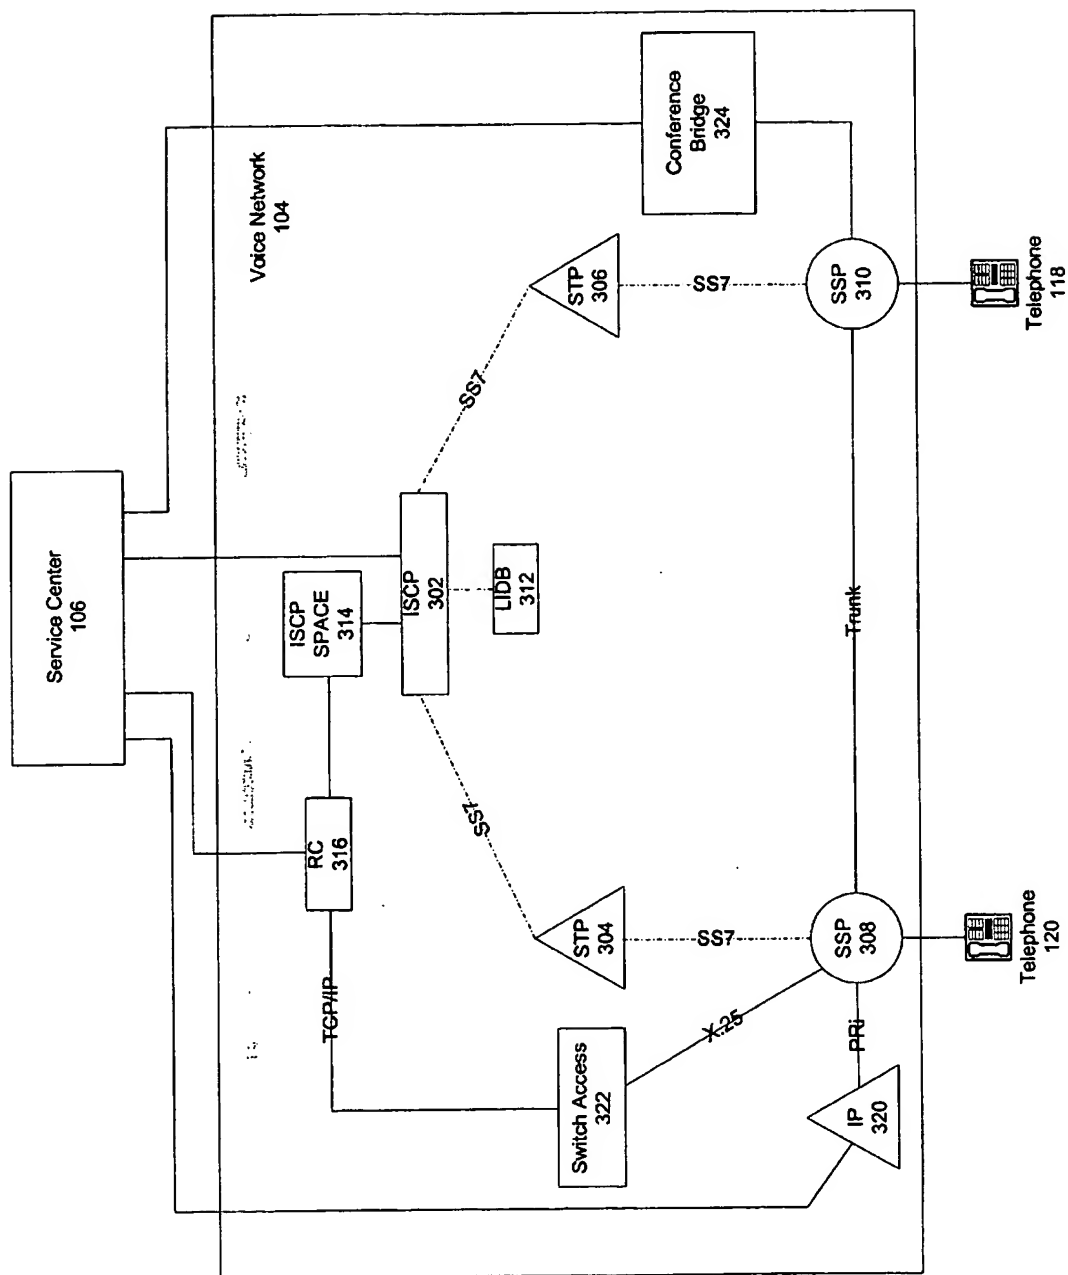 Service Center
106
Voice Network
104
RC
316
ISCP
SPACE
314
ISCP
302
LIDB
312
Conference
Bridge
324
TCP/IP
SS7
SS7
Switch Access
322
STP
304
STP
306
X.25
SS7
SS7
IP
320
PRi
SSP
308
Trunk
SSP
310
Telephone
120
Telephone
118